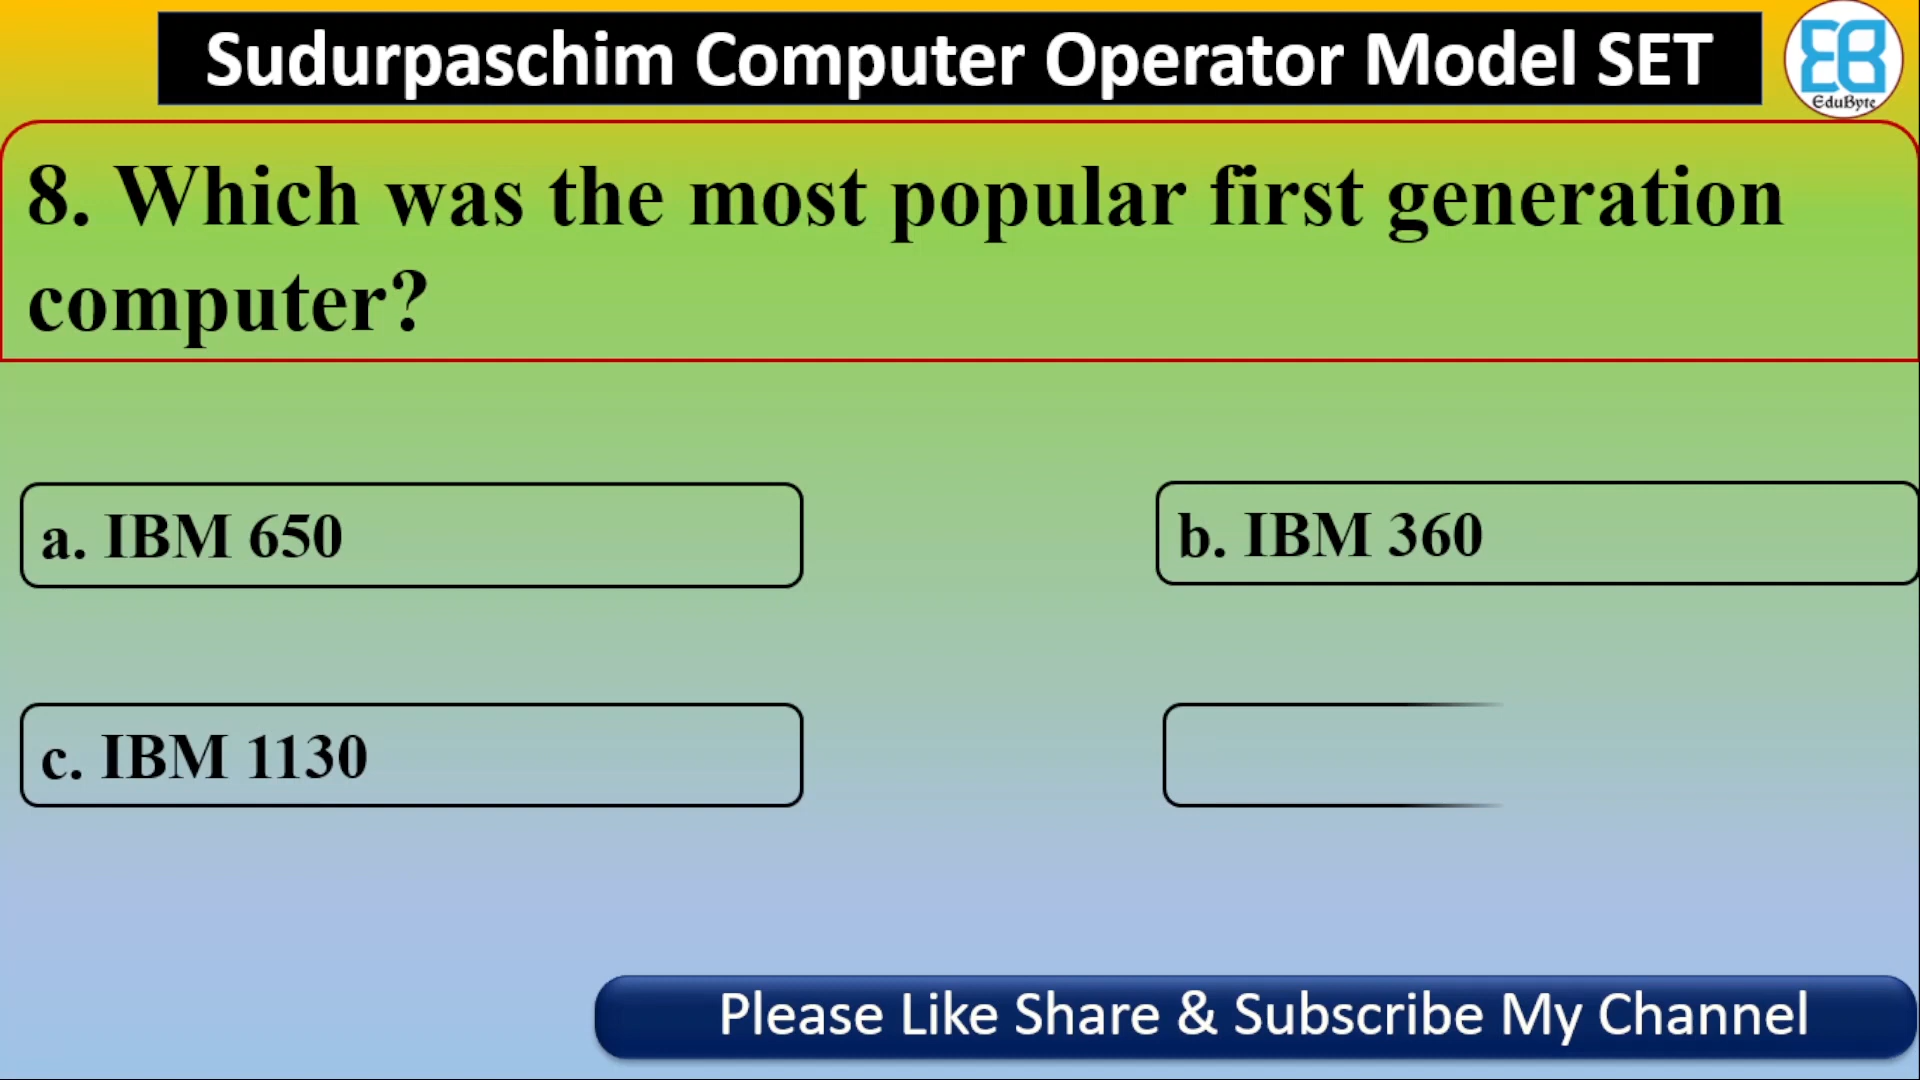 Sudurpaschim Computer Operator Model SET
EB
EduByte
8. Which was the most popular first generation
computer?
a. IBM 650
b. IBM 360
c. IBM 1130
Please Like Share & Subscribe My Channel